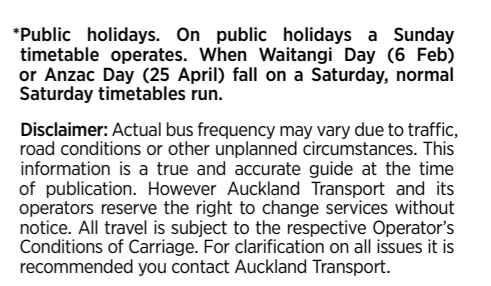 *Public holidays. On public holidays a Sunday
timetable operates. When Waitangi Day (6 Feb)
or Anzac Day (25 April) fall on a Saturday, normal
Saturday timetables run.
Disclaimer: Actual bus frequency may vary due to traffic,
road conditions or other unplanned circumstances. This
information is a true and accurate guide at the time
of publication. However Auckland Transport and its
operators reserve the right to change services without
notice. All travel is subject to the respective Operator's
Conditions of Carriage. For clarification on all issues it is
recommended you contact Auckland Transport.